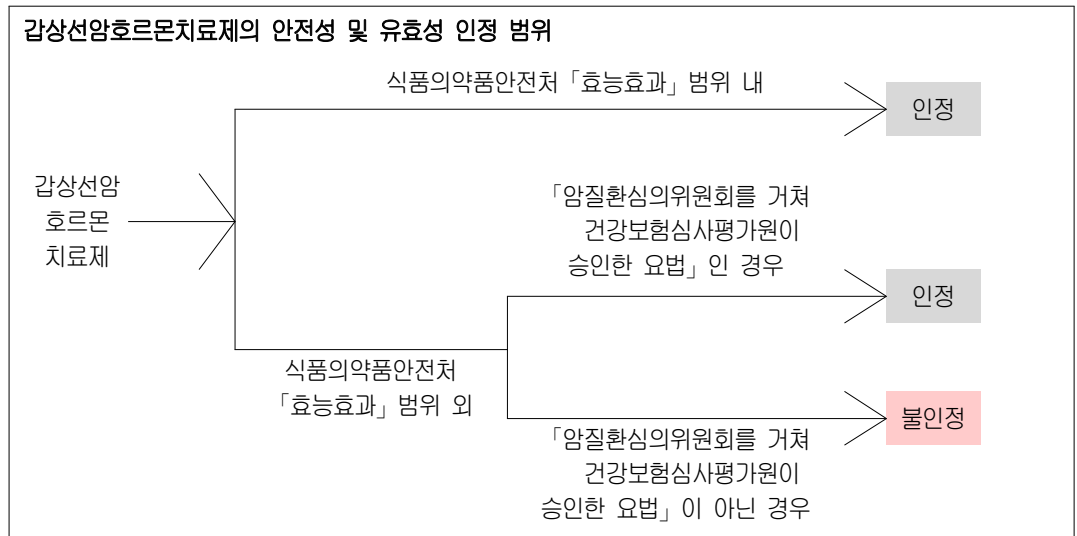 갑상선암호르몬치료제의 안전성 및 유효성 인정 범위
식품의약품안전처「효능효과」범위 내
인정
갑상선암
호르몬
치료제
「암질환심의위원회를 거쳐
건강보험심사평가원이
승인한 요법」인 경우
인정
식품의약품안전처
「효능효과」범위 외
불인정
「암질환심의위원회를 거쳐
건강보험심사평가원이
승인한 요법」이 아닌 경우